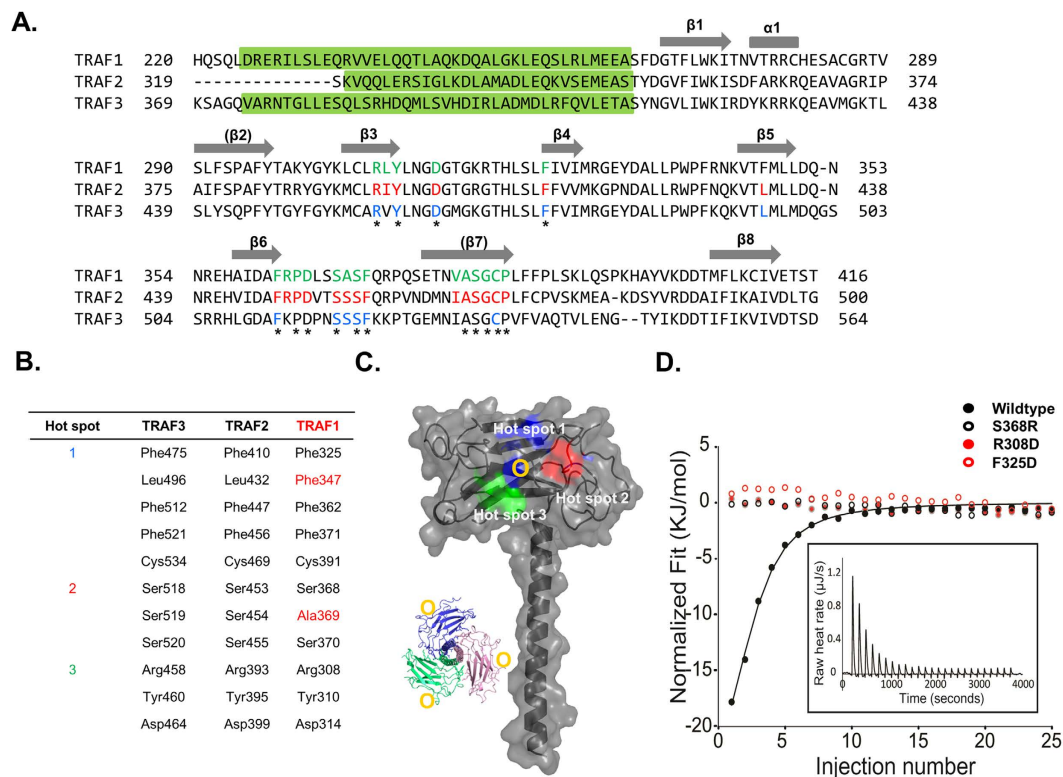 A.
β1 α1
TRAF1 220 HQSQLDRERILSLEQRVVELQQTLAQKDQALGKLEQSLRLMEEASFDGTFLWKITNVTRRCHESACGRTV 289
TRAF2 319 --------------SKVQQLERSIGLKDLAMADLEQKVSEMEASTYDGVFIWKISDFARKRQEAVAGRIP 374
TRAF3 369 KSAGQVARNTGLLESQLSRHDQMLSVHDIRLADMDLRFQVLETASYNGVLIWKIRDYKRRKQEAVMGKTL 438
(β2) β3 β4 β5
TRAF1 290 SLFSPAFYTAKYGYKLCLRLYLNGDGTGKRTHLSLFIVIMRGEYDALLPWPFRNKVTFMLLDQ-N 353
TRAF2 375 AIFSPAFYTRRYGYKMCLRIYLNGDGTGRGTHLSLFFVVMKGPNDALLRWPFNQKVTLMLLDQ-N 438
TRAF3 439 SLYSQPFYTGYFGYKMCARVYLNGDGMGKGTHLSLFFVIMRGEYDALLPWPFKQKVTLMLMDQGS 503
* * * *
β6 (β7) β8
TRAF1 354 NREHAIDAFRPDLSSASFQRPQSETNVASGCPLFFPLSKLQSPKHAYVKDDTMFLKCIVETST 416
TRAF2 439 NREHVIDAFRPDVTSSSFQRPVNDMNIASGCPLFCPVSKMEA-KDSYVRDDAIFIKAIVDLTG 500
TRAF3 504 SRRHLGDAFKPDPNSSSFKKPTGEMNIASGCPVFVAQTVLENG--TYIKDDTIFIKVIVDTSD 564
* ** * ** *****
B.
Hot spot TRAF3 TRAF2 TRAF1
1 Phe475 Phe410 Phe325
Leu496 Leu432 Phe347
Phe512 Phe447 Phe362
Phe521 Phe456 Phe371
Cys534 Cys469 Cys391
2 Ser518 Ser453 Ser368
Ser519 Ser454 Ala369
Ser520 Ser455 Ser370
3 Arg458 Arg393 Arg308
Tyr460 Tyr395 Tyr310
Asp464 Asp399 Asp314
C.
Hot spot 1
Hot spot 2
Hot spot 3
D.
Wildtype
S368R
R308D
F325D
Normalized Fit (KJ/mol)
5
0
-5
-10
-15
-20
0 5 10 15 20 25
Injection number
Raw heat rate (µJ/s)
1.2
0.8
0.4
0
0 1000 2000 3000 4000
Time (seconds)